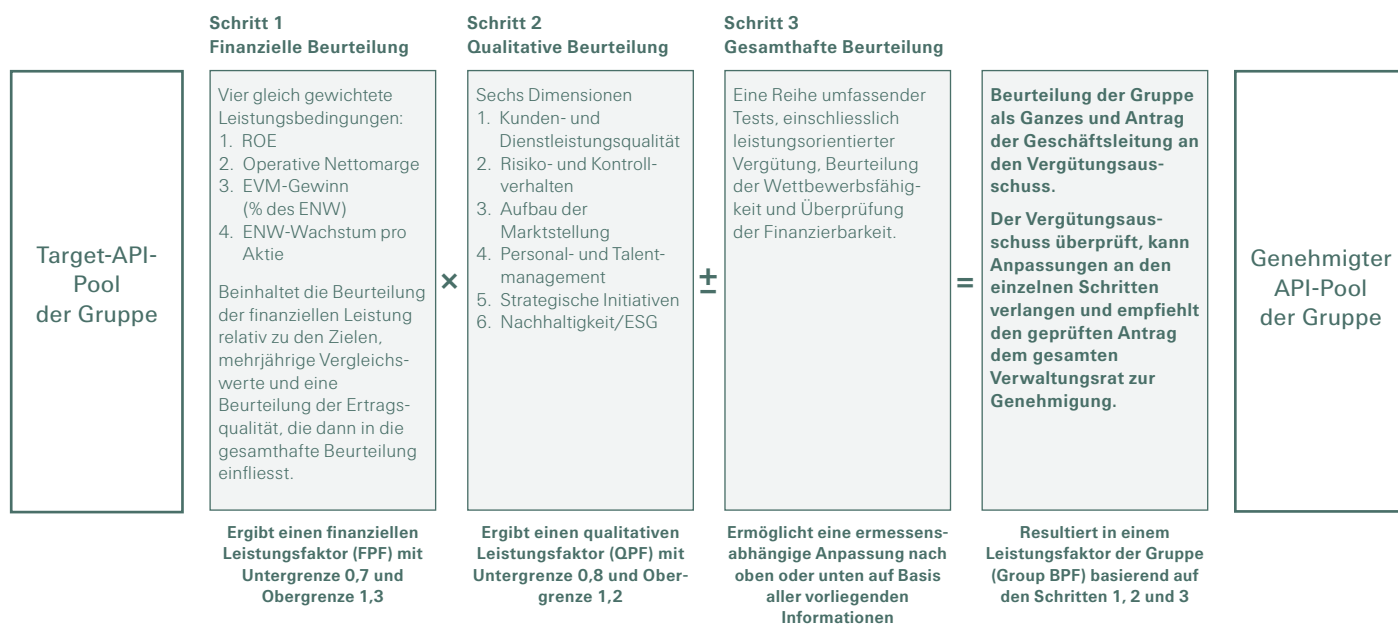 Target-API-
Pool
der Gruppe
Schritt 1
Finanzielle Beurteilung
Vier gleich gewichtete
Leistungsbedingungen:
1. ROE
2. Operative Nettomarge
3. EVM-Gewinn
(% des ENW)
4. ENW-Wachstum pro
Aktie
Beinhaltet die Beurteilung
der finanziellen Leistung
relativ zu den Zielen,
mehrjährige Vergleichs-
werte und eine
Beurteilung der Ertrags-
qualität, die dann in die
gesamthafte Beurteilung
einfliesst.
Ergibt einen finanziellen
Leistungsfaktor (FPF) mit
Untergrenze 0,7 und
Obergrenze 1,3
×
Schritt 2
Qualitative Beurteilung
Sechs Dimensionen
1. Kunden- und
Dienstleistungsqualität
2. Risiko- und Kontroll-
verhalten
3. Aufbau der
Marktstellung
4. Personal- und Talent-
management
5. Strategische Initiativen
6. Nachhaltigkeit/ESG
Ergibt einen qualitativen
Leistungsfaktor (QPF) mit
Untergrenze 0,8 und Ober-
grenze 1,2
±
Schritt 3
Gesamthafte Beurteilung
Eine Reihe umfassender
Tests, einschliesslich
leistungsorientierter
Vergütung, Beurteilung
der Wettbewerbsfähig-
keit und Überprüfung
der Finanzierbarkeit.
Ermöglicht eine ermessens-
abhängige Anpassung nach
oben oder unten auf Basis
aller vorliegenden
Informationen
=
Beurteilung der Gruppe
als Ganzes und Antrag
der Geschäftsleitung an
den Vergütungsaus-
schuss.
Der Vergütungsaus-
schuss überprüft, kann
Anpassungen an den
einzelnen Schritten
verlangen und empfiehlt
den geprüften Antrag
dem gesamten
Verwaltungsrat zur
Genehmigung.
Resultiert in einem
Leistungsfaktor der Gruppe
(Group BPF) basierend auf
den Schritten 1, 2 und 3
Genehmigter
API-Pool
der Gruppe